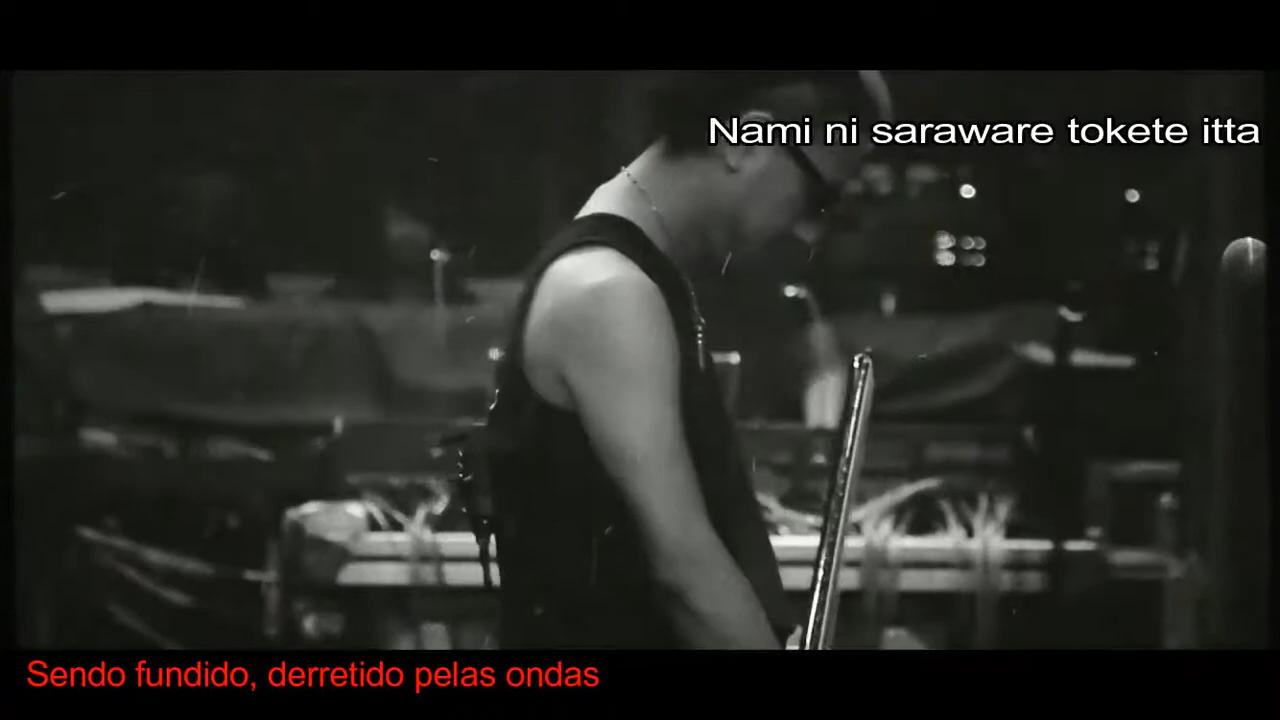 Nami ni saraware tokete itta
Sendo fundido, derretido pelas ondas